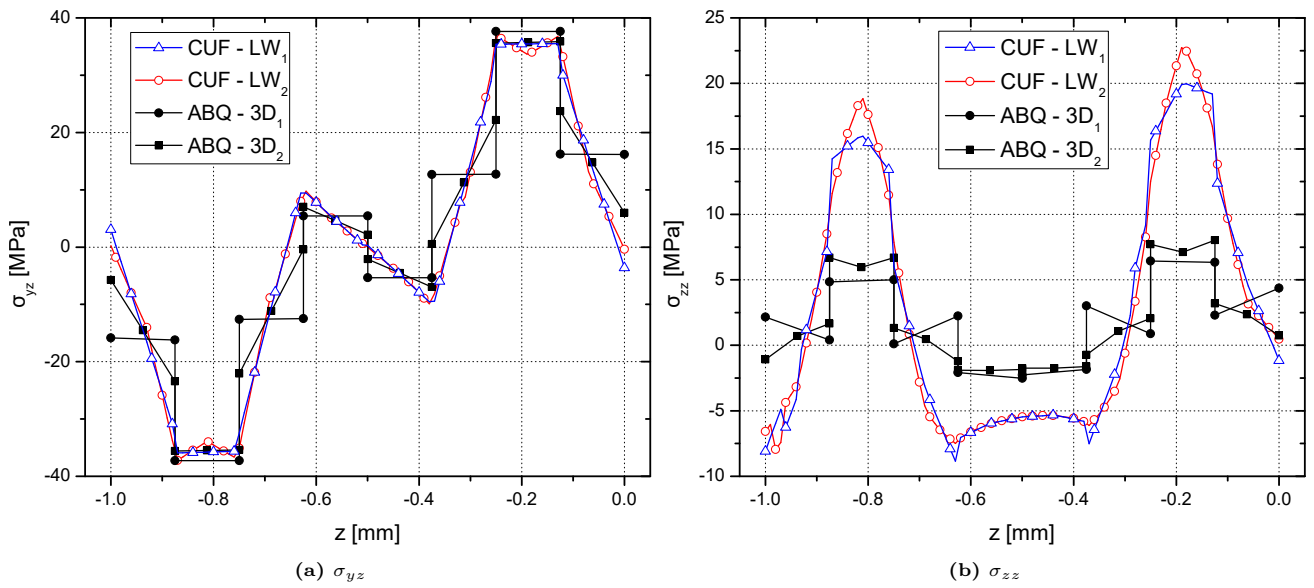 CUF - LW1
CUF - LW2
ABQ - 3D1
ABQ - 3D2
40
20
0
-20
-40
σyz [MPa]
-1.0 -0.8 -0.6 -0.4 -0.2 0.0
z [mm]
(a) σyz
CUF - LW1
CUF - LW2
ABQ - 3D1
ABQ - 3D2
25
20
15
10
5
0
-5
-10
σzz [MPa]
-1.0 -0.8 -0.6 -0.4 -0.2 0.0
z [mm]
(b) σzz